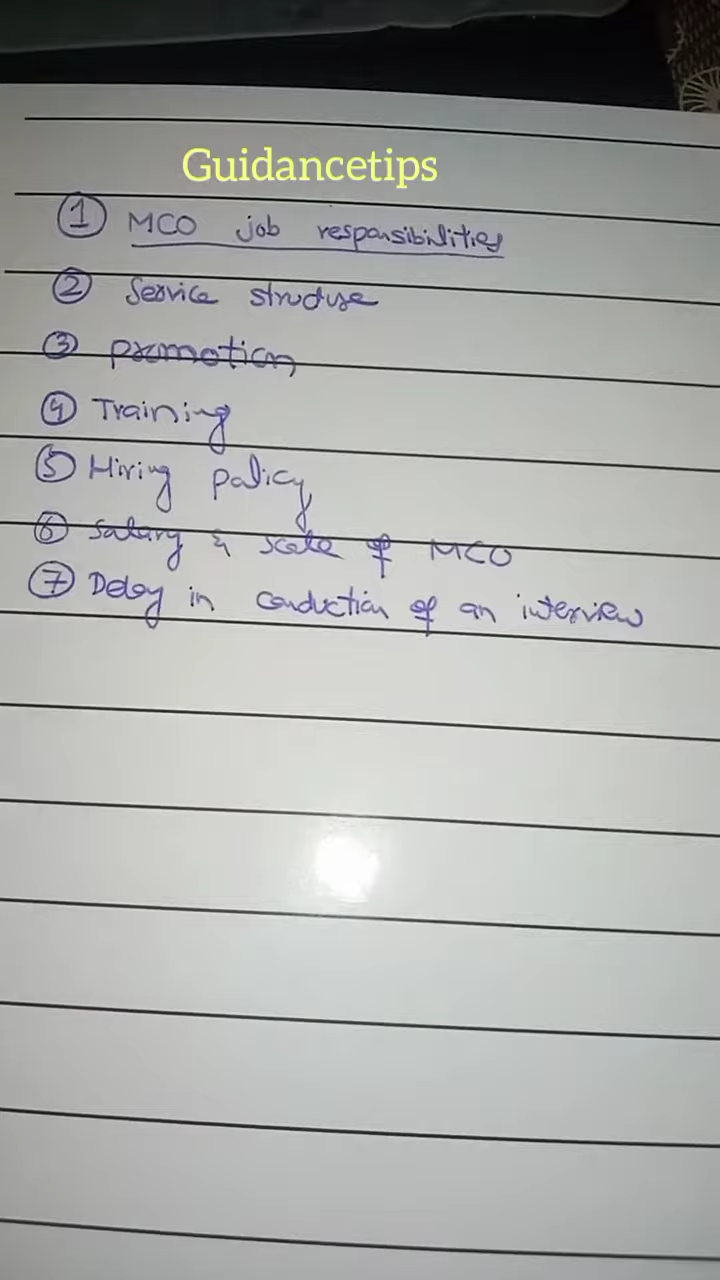 Guidancetips
① MCO job responsibilities
② Service structure
③ promotion
④ Training
⑤ Hiring policy
⑥ Salary & scale of MCO
⑦ Delay in conduction of an interview